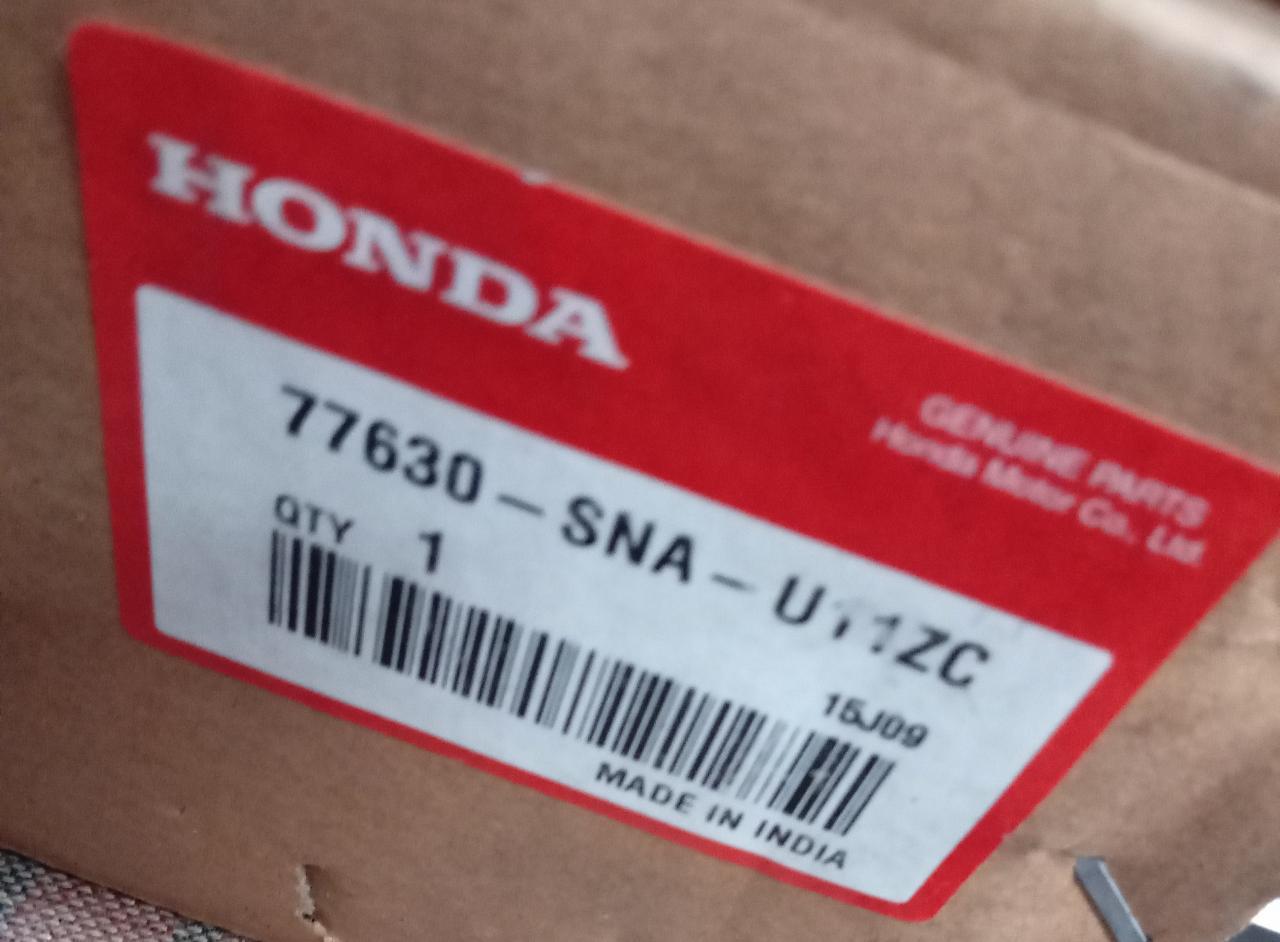 HONDA
GENUINE PARTS
Honda Motor Co., Ltd.
77630-SNA-U11ZC
QTY 1
15J09
MADE IN INDIA